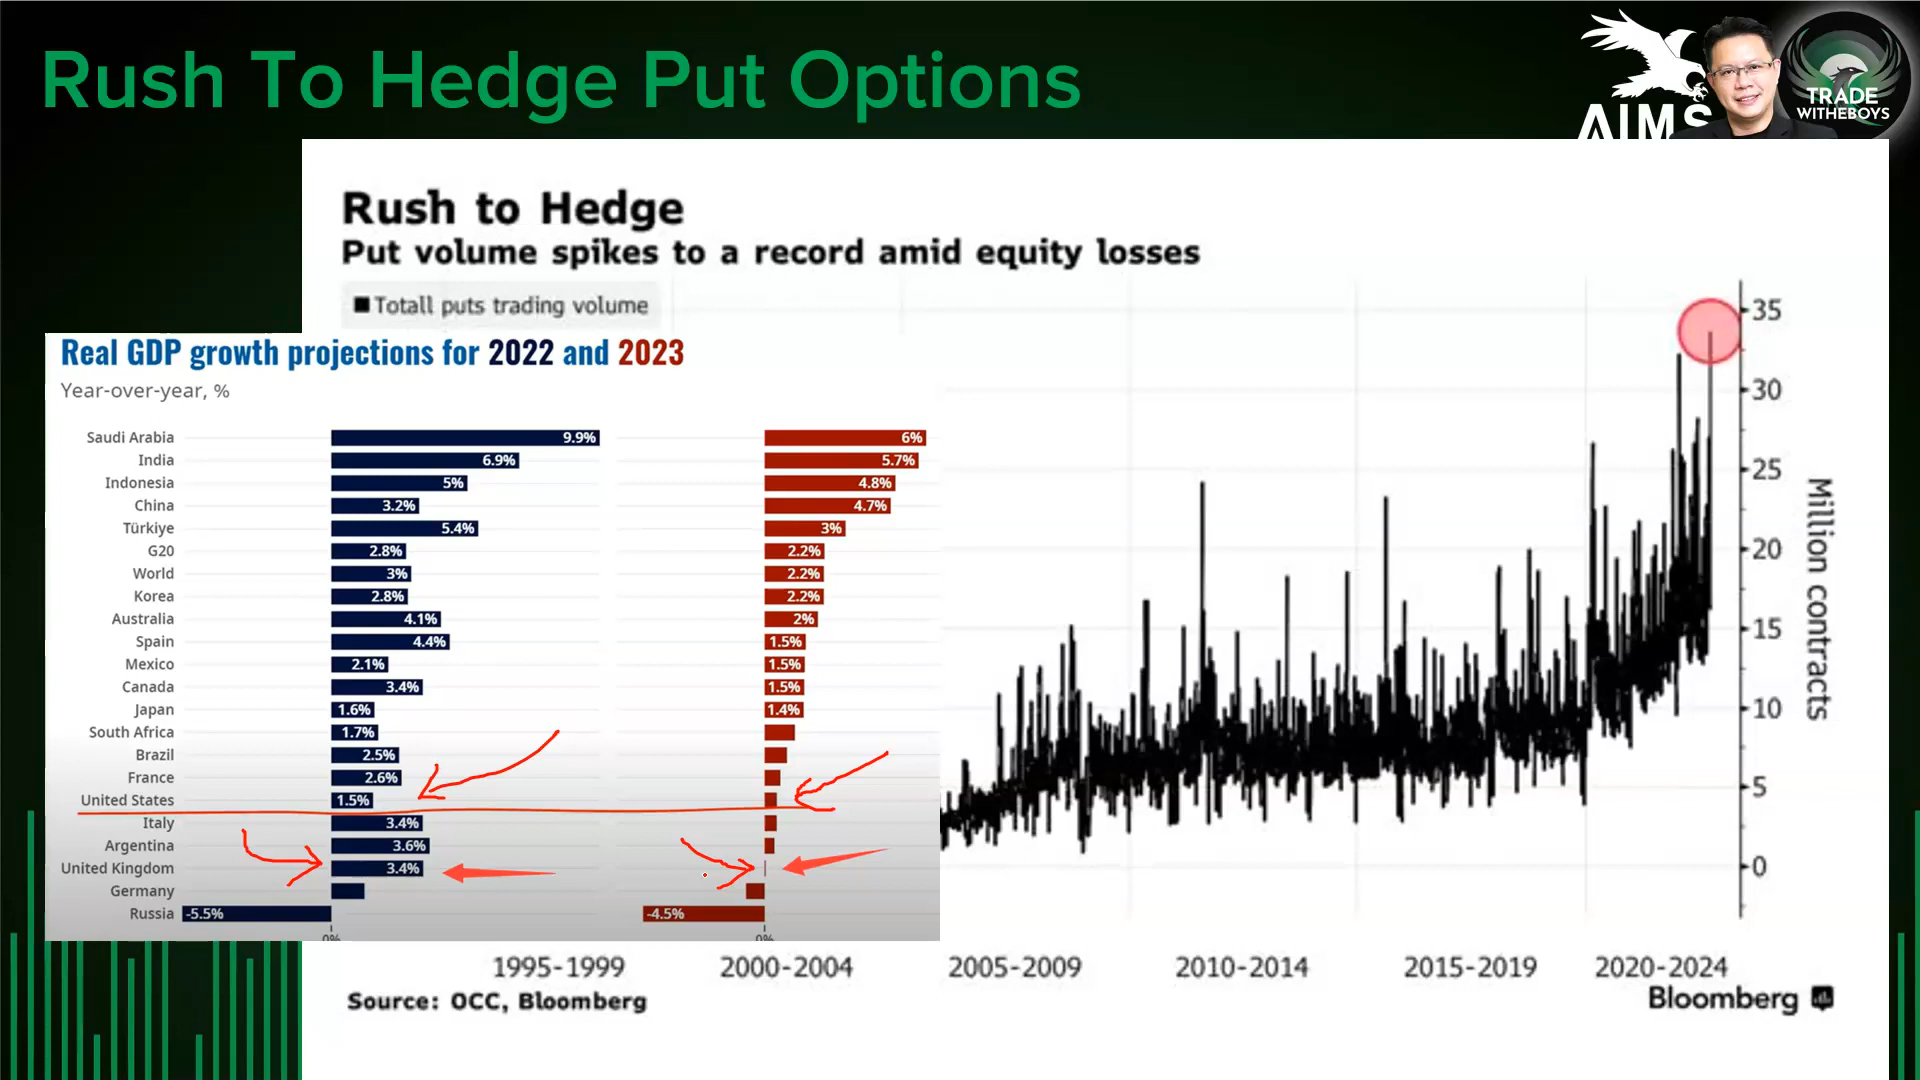 Rush To Hedge Put Options
AIMS
TRADE
WITHEBOYS
Rush to Hedge
Put volume spikes to a record amid equity losses
Totall puts trading volume
Real GDP growth projections for 2022 and 2023
Year-over-year, %
Saudi Arabia 9.9% 6%
India 6.9% 5.7%
Indonesia 5% 4.8%
China 3.2% 4.7%
Türkiye 5.4% 3%
G20 2.8% 2.2%
World 3% 2.2%
Korea 2.8% 2.2%
Australia 4.1% 2%
Spain 4.4% 1.5%
Mexico 2.1% 1.5%
Canada 3.4% 1.5%
Japan 1.6% 1.4%
South Africa 1.7%
Brazil 2.5%
France 2.6%
United States 1.5%
Italy 3.4%
Argentina 3.6%
United Kingdom 3.4%
Germany
Russia -5.5% -4.5%
0% 0%
35
30
25
20
15
10
5
0
Million contracts
1995-1999 2000-2004 2005-2009 2010-2014 2015-2019 2020-2024
Source: OCC, Bloomberg
Bloomberg